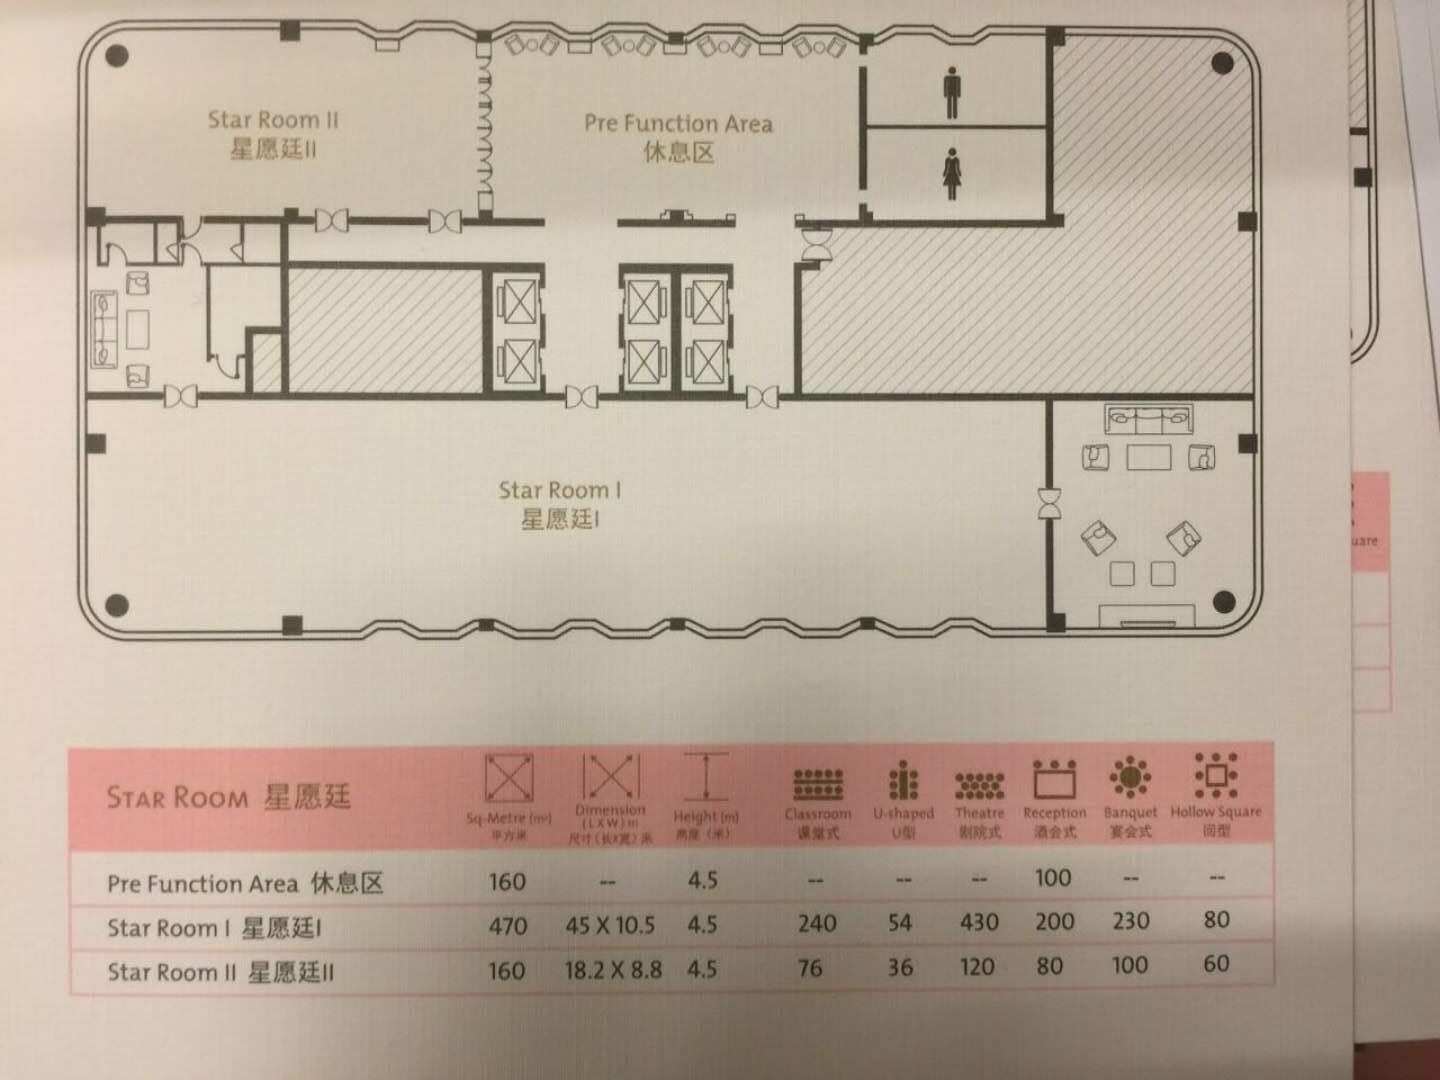 Star Room II
星愿廷II
Pre Function Area
休息区
Star Room I
星愿廷I
STAR ROOM 星愿廷
Sq-Metre (m²)
平方米
Dimension
(L X W) m
尺寸(长X宽)米
Height (m)
高度(米)
Classroom
课堂式
U-shaped
U型
Theatre
剧院式
Reception
酒会式
Banquet
宴会式
Hollow Square
回型
Pre Function Area 休息区 160 -- 4.5 -- -- -- 100 -- --
Star Room I 星愿廷I 470 45 X 10.5 4.5 240 54 430 200 230 80
Star Room II 星愿廷II 160 18.2 X 8.8 4.5 76 36 120 80 100 60
uare